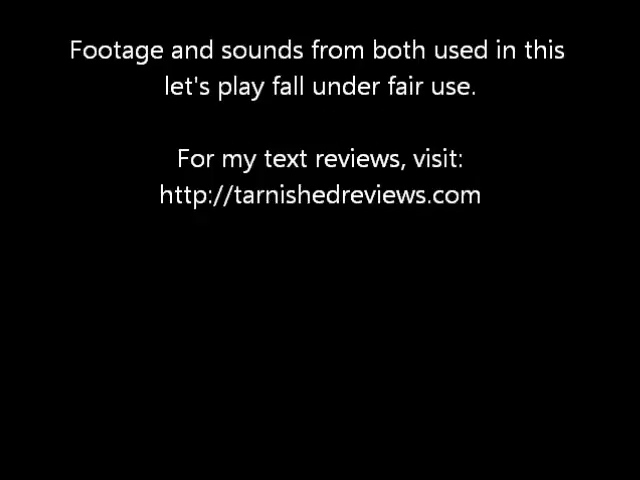 Footage and sounds from both used in this
let's play fall under fair use.
For my text reviews, visit:
http://tarnishedreviews.com